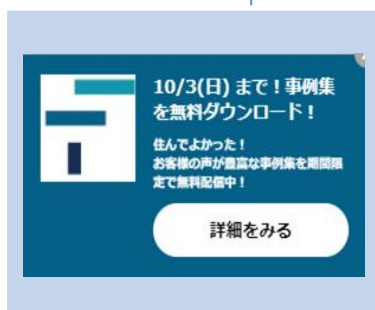 10/3(日) まで！事例集
を無料ダウンロード！
住んでよかった！
お客様の声が豊富な事例集を期間限
定で無料配信中！
詳細をみる